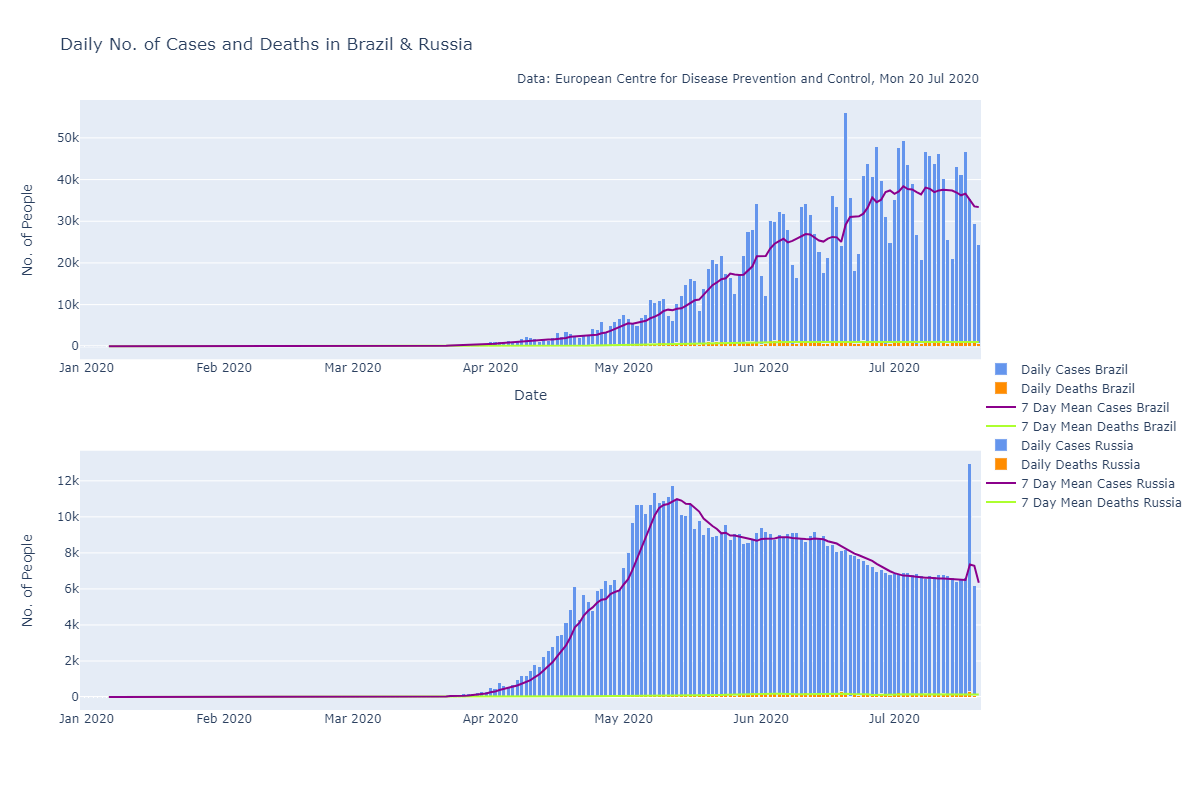 Daily No. of Cases and Deaths in Brazil & Russia
Data: European Centre for Disease Prevention and Control, Mon 20 Jul 2020
No. of People
50k
40k
30k
20k
10k
0
Jan 2020 Feb 2020 Mar 2020 Apr 2020 May 2020 Jun 2020 Jul 2020
Date
Daily Cases Brazil
Daily Deaths Brazil
7 Day Mean Cases Brazil
7 Day Mean Deaths Brazil
Daily Cases Russia
Daily Deaths Russia
7 Day Mean Cases Russia
7 Day Mean Deaths Russia
No. of People
12k
10k
8k
6k
4k
2k
0
Jan 2020 Feb 2020 Mar 2020 Apr 2020 May 2020 Jun 2020 Jul 2020